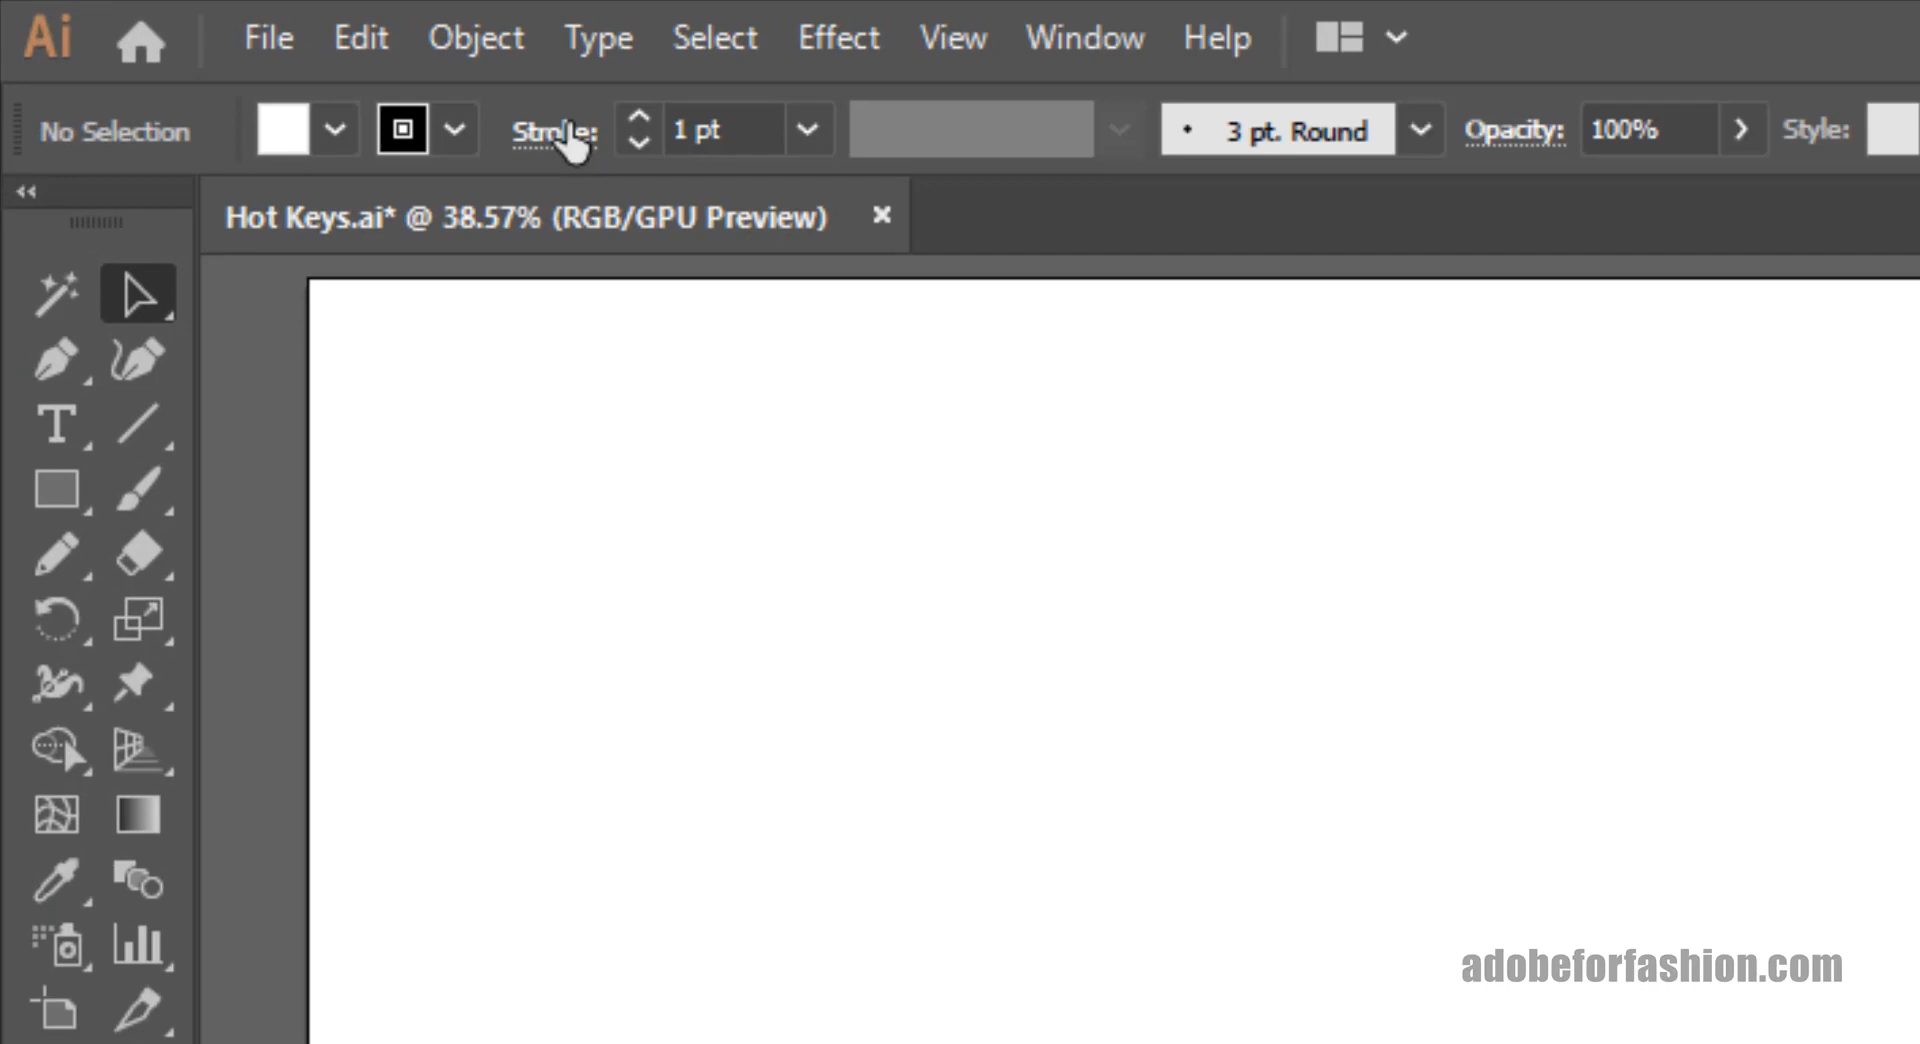 Ai File Edit Object Type Select Effect View Window Help
No Selection Stroke: 1 pt 3 pt. Round Opacity: 100% Style:
Hot Keys.ai* @ 38.57% (RGB/GPU Preview)
adobeforfashion.com